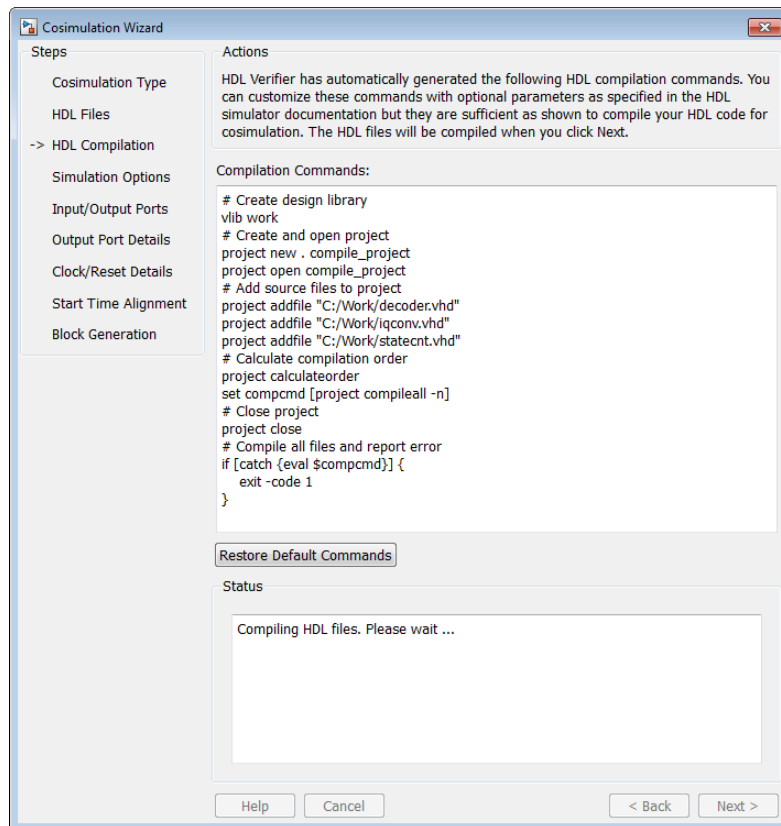 Cosimulation Wizard
Steps
Cosimulation Type
HDL Files
-> HDL Compilation
Simulation Options
Input/Output Ports
Output Port Details
Clock/Reset Details
Start Time Alignment
Block Generation
Actions
HDL Verifier has automatically generated the following HDL compilation commands. You
can customize these commands with optional parameters as specified in the HDL
simulator documentation but they are sufficient as shown to compile your HDL code for
cosimulation. The HDL files will be compiled when you click Next.
Compilation Commands:
# Create design library
vlib work
# Create and open project
project new . compile_project
project open compile_project
# Add source files to project
project addfile "C:/Work/decoder.vhd"
project addfile "C:/Work/iqconv.vhd"
project addfile "C:/Work/statecnt.vhd"
# Calculate compilation order
project calculateorder
set compcmd [project compileall -n]
# Close project
project close
# Compile all files and report error
if [catch {eval $compcmd}] {
exit -code 1
}
Restore Default Commands
Status
Compiling HDL files. Please wait ...
Help Cancel < Back Next >